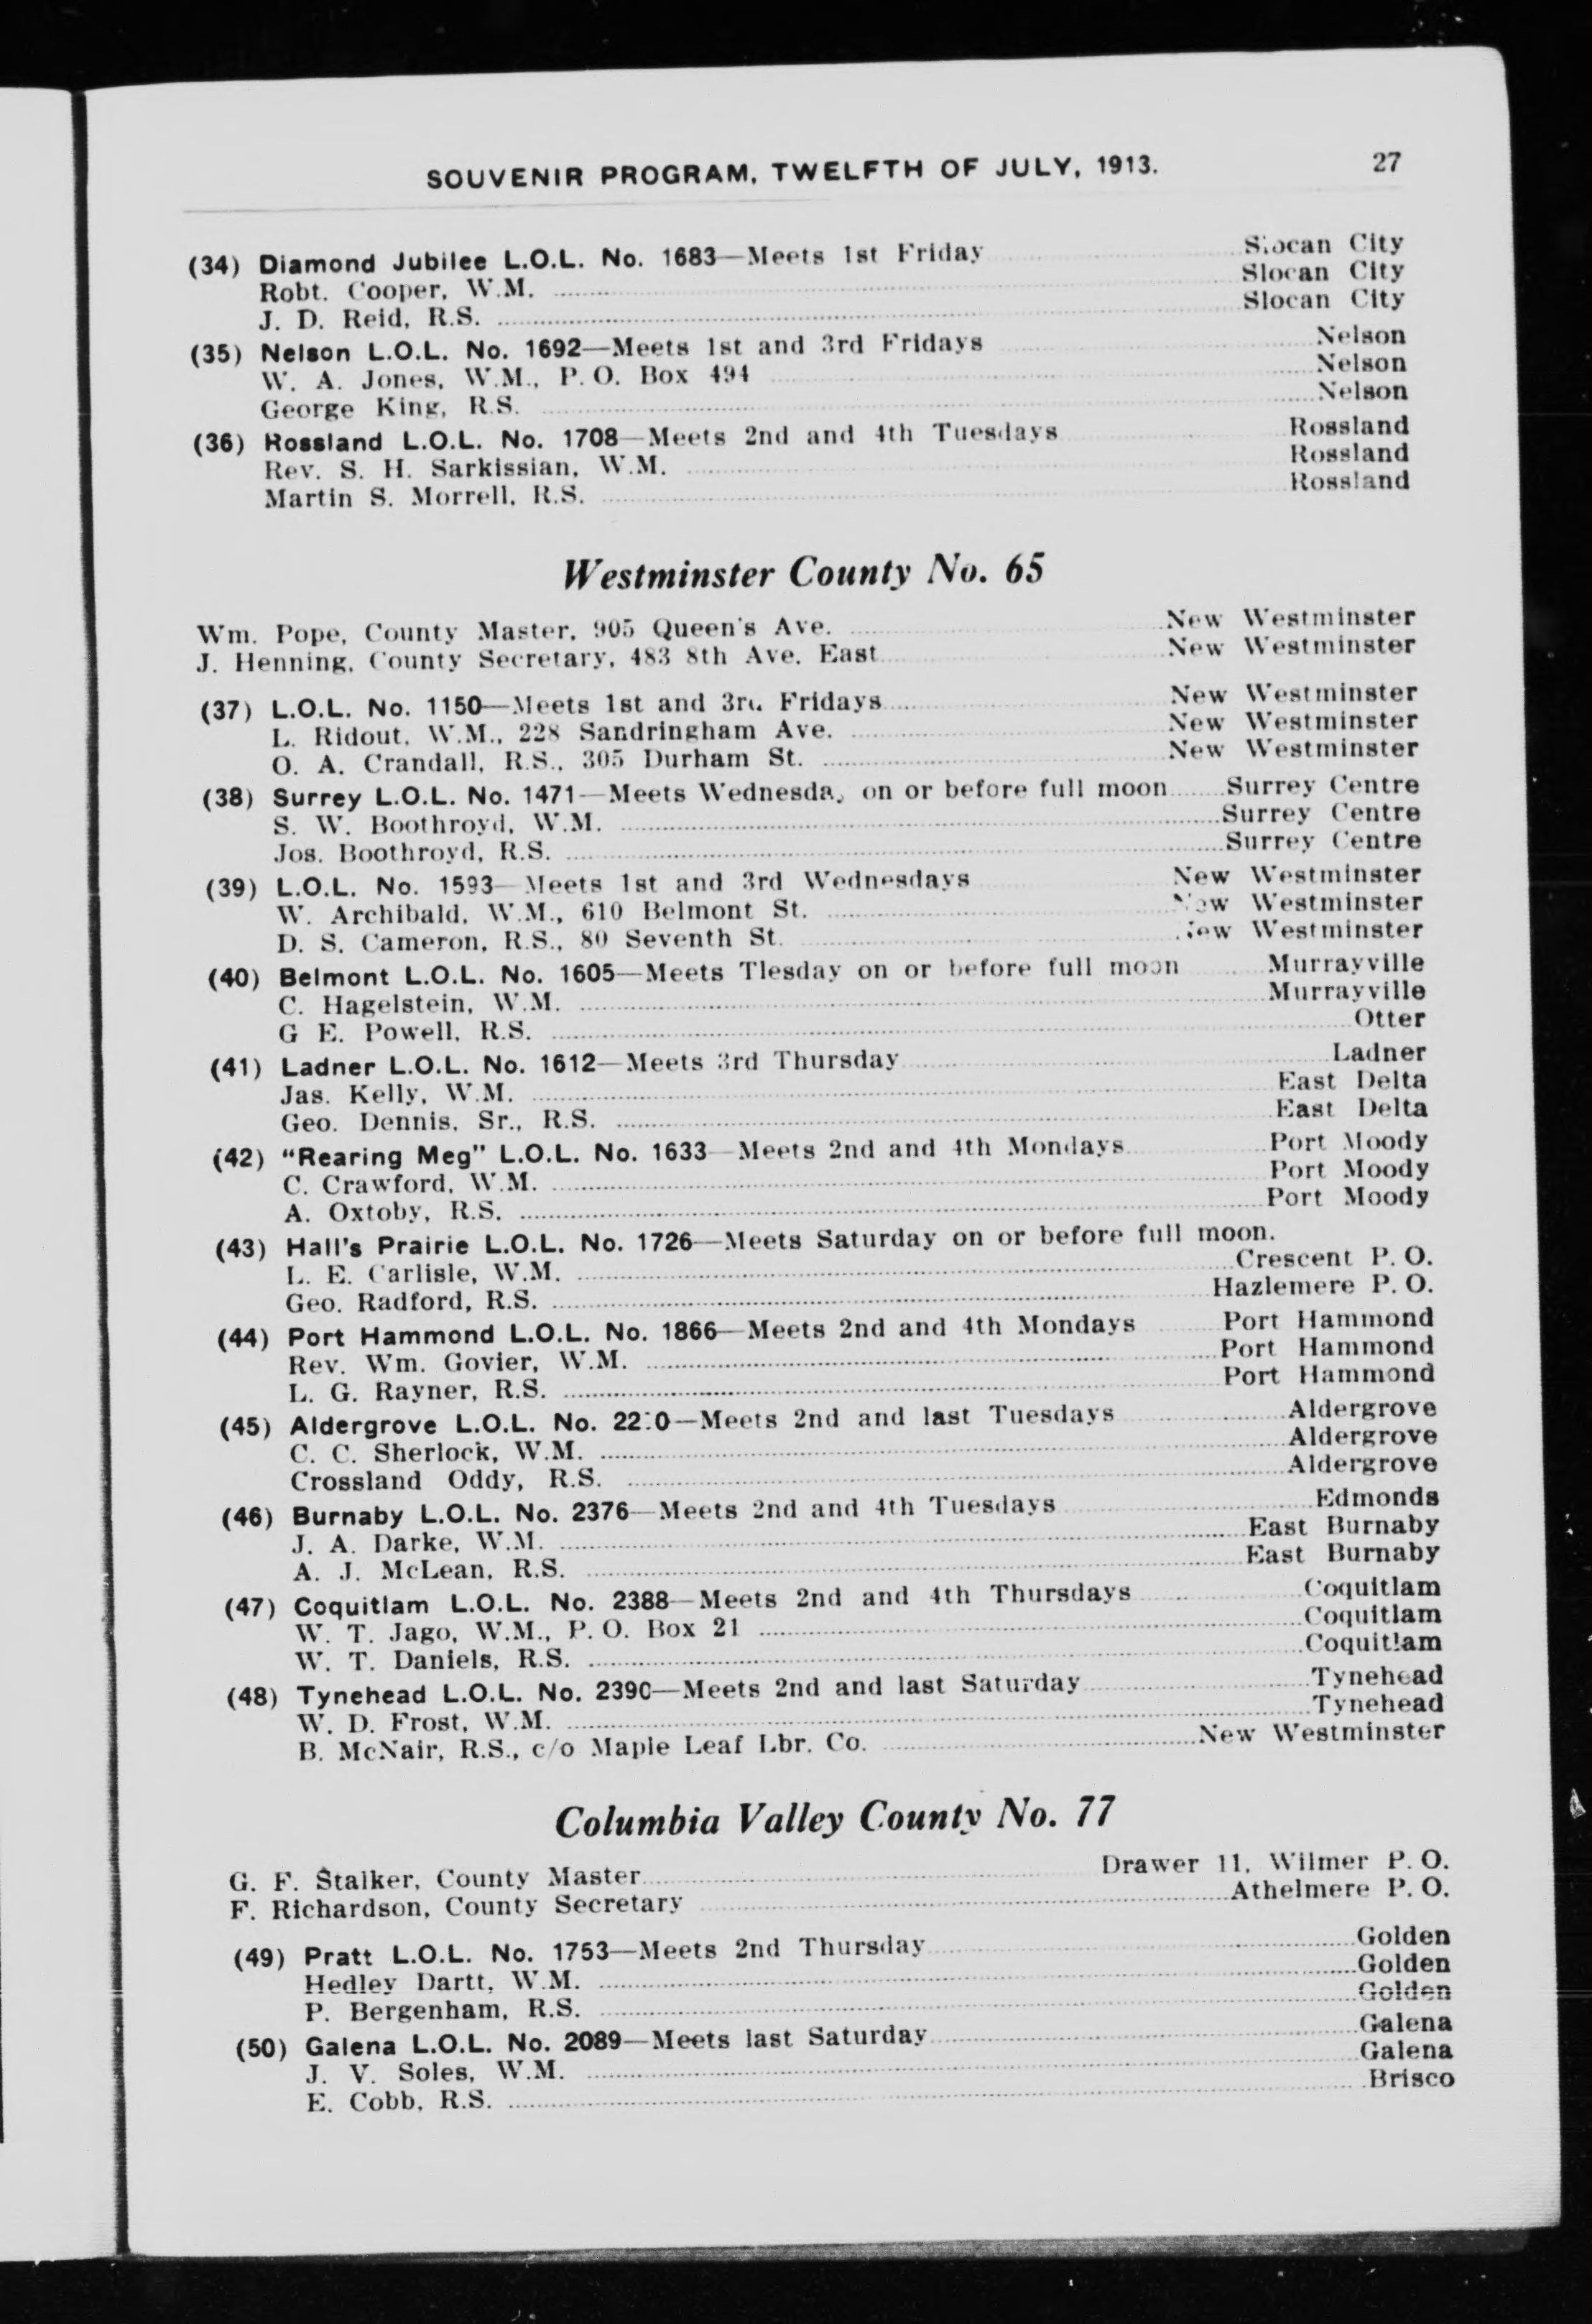 SOUVENIR PROGRAM, TWELFTH OF JULY, 1913. 27
(34) Diamond Jubilee L.O.L. No. 1683—Meets 1st Friday Slocan City
Robt. Cooper, W.M. Slocan City
J. D. Reid, R.S. Slocan City
(35) Nelson L.O.L. No. 1692—Meets 1st and 3rd Fridays Nelson
W. A. Jones, W.M., P. O. Box 494 Nelson
George King, R.S. Nelson
(36) Rossland L.O.L. No. 1708—Meets 2nd and 4th Tuesdays Rossland
Rev. S. H. Sarkissian, W.M. Rossland
Martin S. Morrell, R.S. Rossland
Westminster County No. 65
Wm. Pope, County Master, 905 Queen's Ave. New Westminster
J. Henning, County Secretary, 483 8th Ave. East New Westminster
(37) L.O.L. No. 1150—Meets 1st and 3rd Fridays New Westminster
L. Ridout, W.M., 228 Sandringham Ave. New Westminster
O. A. Crandall, R.S., 305 Durham St. New Westminster
(38) Surrey L.O.L. No. 1471—Meets Wednesday on or before full moon Surrey Centre
S. W. Boothroyd, W.M. Surrey Centre
Jos. Boothroyd, R.S. Surrey Centre
(39) L.O.L. No. 1593—Meets 1st and 3rd Wednesdays New Westminster
W. Archibald, W.M., 610 Belmont St. New Westminster
D. S. Cameron, R.S., 80 Seventh St. New Westminster
(40) Belmont L.O.L. No. 1605—Meets Tlesday on or before full moon Murrayville
C. Hagelstein, W.M. Murrayville
G E. Powell, R.S. Otter
(41) Ladner L.O.L. No. 1612—Meets 3rd Thursday Ladner
Jas. Kelly, W.M. East Delta
Geo. Dennis, Sr., R.S. East Delta
(42) "Rearing Meg" L.O.L. No. 1633—Meets 2nd and 4th Mondays Port Moody
C. Crawford, W.M. Port Moody
A. Oxtoby, R.S. Port Moody
(43) Hall's Prairie L.O.L. No. 1726—Meets Saturday on or before full moon.
L. E. Carlisle, W.M. Crescent P. O.
Geo. Radford, R.S. Hazlemere P. O.
(44) Port Hammond L.O.L. No. 1866—Meets 2nd and 4th Mondays Port Hammond
Rev. Wm. Govier, W.M. Port Hammond
L. G. Rayner, R.S. Port Hammond
(45) Aldergrove L.O.L. No. —Meets 2nd and last Tuesdays Aldergrove
C. C. Sherlock, W.M. Aldergrove
Crossland Oddy, R.S. Aldergrove
(46) Burnaby L.O.L. No. 2376—Meets 2nd and 4th Tuesdays Edmonds
J. A. Darke, W.M. East Burnaby
A. J. McLean, R.S. East Burnaby
(47) Coquitlam L.O.L. No. 2388—Meets 2nd and 4th Thursdays Coquitlam
W. T. Jago, W.M., P. O. Box 21 Coquitlam
W. T. Daniels, R.S. Coquitlam
(48) Tynehead L.O.L. No. 2390—Meets 2nd and last Saturday Tynehead
W. D. Frost, W.M. Tynehead
B. McNair, R.S., c/o Maple Leaf Lbr. Co. New Westminster
Columbia Valley County No. 77
G. F. Stalker, County Master Drawer 11, Wilmer P. O.
F. Richardson, County Secretary Athelmere P. O.
(49) Pratt L.O.L. No. 1753—Meets 2nd Thursday Golden
Hedley Dartt, W.M. Golden
P. Bergenham, R.S. Golden
(50) Galena L.O.L. No. 2089—Meets last Saturday Galena
J. V. Soles, W.M. Galena
E. Cobb, R.S. Brisco